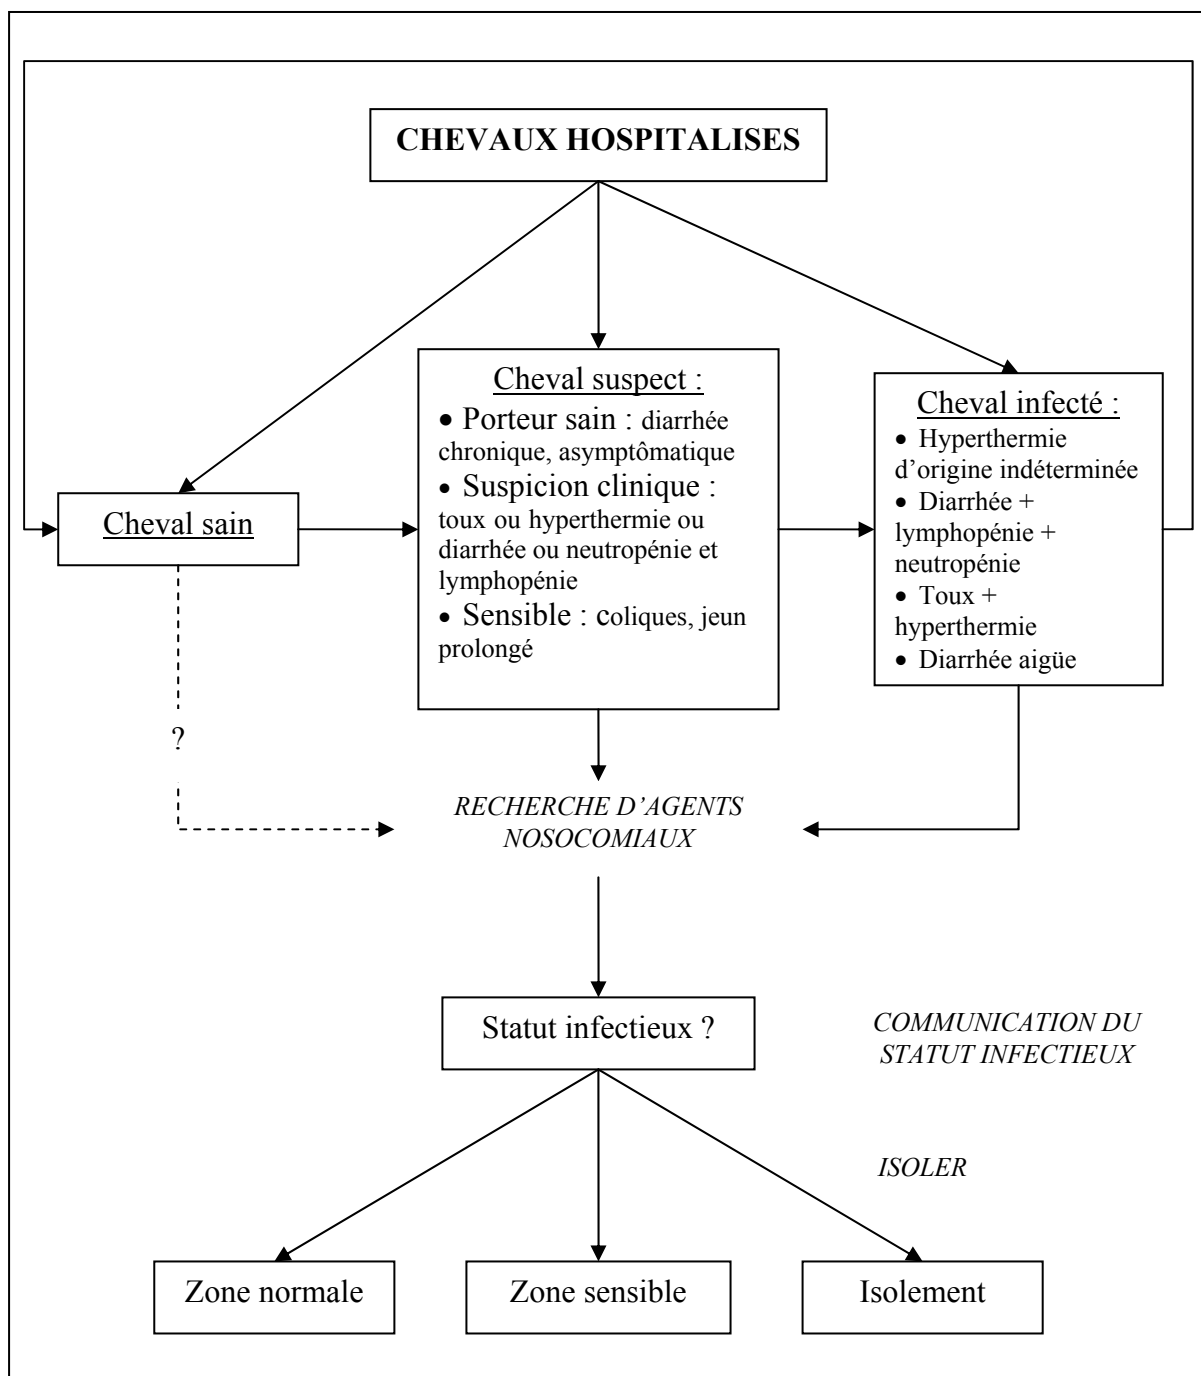 CHEVAUX HOSPITALISES
Cheval sain
Cheval suspect :
• Porteur sain : diarrhée
chronique, asymptômatique
• Suspicion clinique :
toux ou hyperthermie ou
diarrhée ou neutropénie et
lymphopénie
• Sensible : coliques, jeun
prolongé
Cheval infecté :
• Hyperthermie
d’origine indéterminée
• Diarrhée +
lymphopénie +
neutropénie
• Toux +
hyperthermie
• Diarrhée aigüe
?
RECHERCHE D’AGENTS
NOSOCOMIAUX
Statut infectieux ?
COMMUNICATION DU
STATUT INFECTIEUX
ISOLER
Zone normale
Zone sensible
Isolement